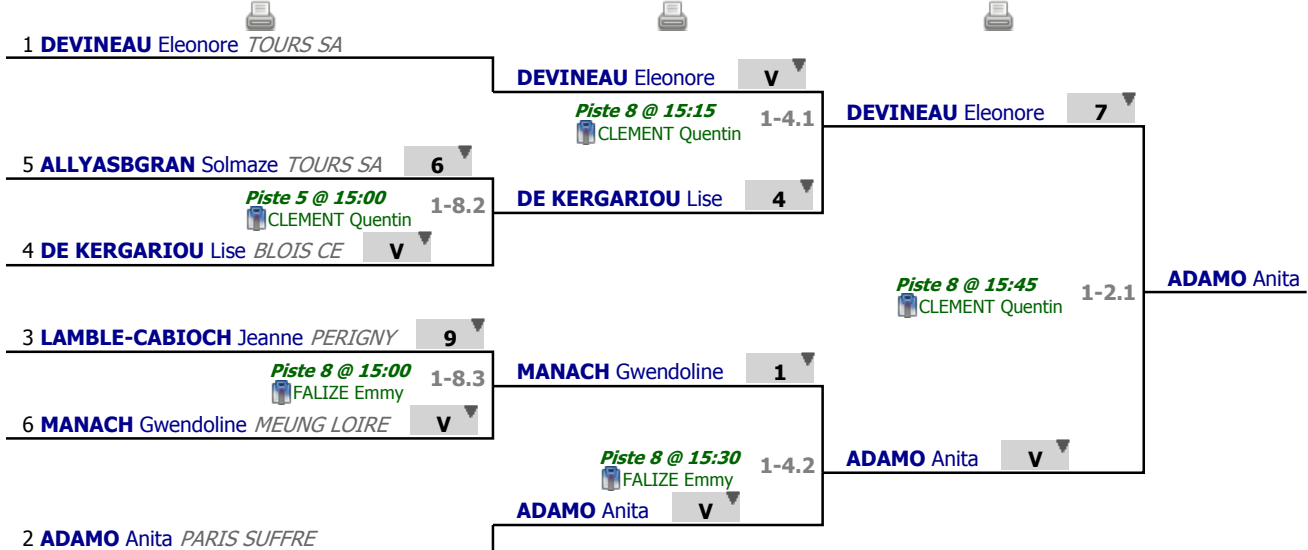 1 DEVINEAU Eleonore TOURS SA
DEVINEAU Eleonore V
Piste 8 @ 15:15
CLEMENT Quentin
1-4.1
DEVINEAU Eleonore 7
5 ALLYASBGRAN Solmaze TOURS SA 6
Piste 5 @ 15:00
CLEMENT Quentin
1-8.2
DE KERGARIOU Lise 4
4 DE KERGARIOU Lise BLOIS CE V
Piste 8 @ 15:45
CLEMENT Quentin
1-2.1
ADAMO Anita
3 LAMBLE-CABIOCH Jeanne PERIGNY 9
Piste 8 @ 15:00
FALIZE Emmy
1-8.3
MANACH Gwendoline 1
6 MANACH Gwendoline MEUNG LOIRE V
Piste 8 @ 15:30
FALIZE Emmy
1-4.2
ADAMO Anita V
ADAMO Anita V
2 ADAMO Anita PARIS SUFFRE